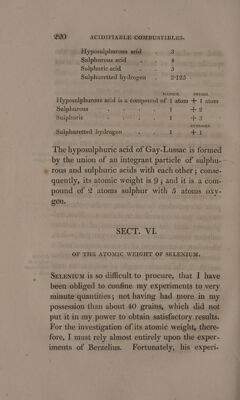 220 ACIDIFIABLE COMBUSTIBLES.
Hyposulphurous acid . 3
Sulphurous acid . 4
Sulphuric acid . 5
Sulphuretted hydrogen . 2·125
SULPHUR. OXYGEN.
Hyposulphurous acid is a compound of 1 atom + 1 atom
Sulphurous . . . . 1 + 2
Sulphuric . . . . 1 + 3
HYDROGEN.
Sulphuretted hydrogen . . 1 + 1
The hyposulphuric acid of Gay-Lussac is formed
by the union of an integrant particle of sulphu-
rous and sulphuric acids with each other; conse-
quently, its atomic weight is 9; and it is a com-
pound of 2 atoms sulphur with 5 atoms oxy-
gen.
SECT. VI.
OF THE ATOMIC WEIGHT OF SELENIUM.
SELENIUM is so difficult to procure, that I have
been obliged to confine my experiments to very
minute quantities; not having had more in my
possession than about 40 grains, which did not
put it in my power to obtain satisfactory results.
For the investigation of its atomic weight, there-
fore, I must rely almost entirely upon the exper-
iments of Berzelius. Fortunately, his experi-